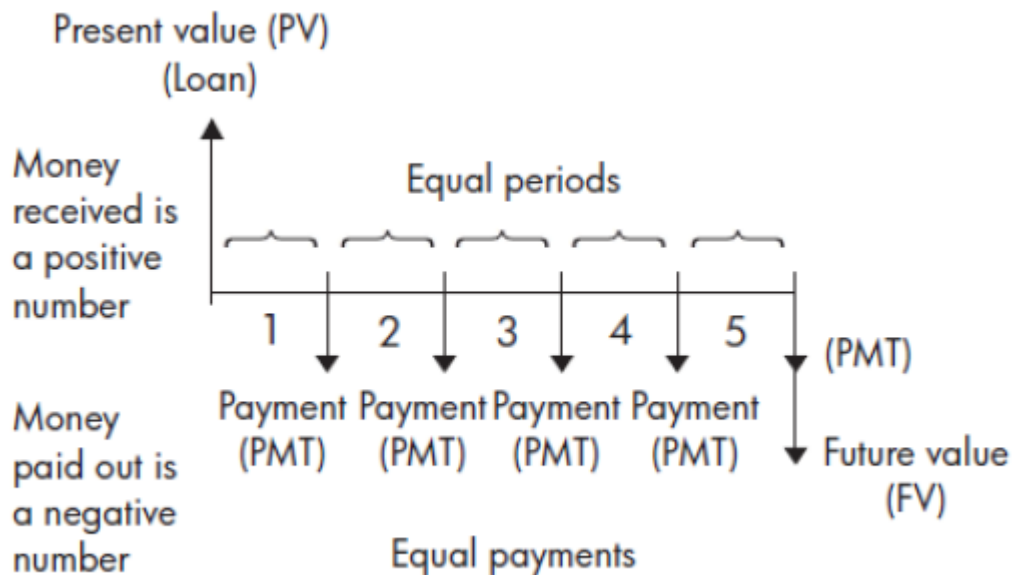 Present value (PV)
(Loan)
Money
received is
a positive
number
Equal periods
1 2 3 4 5
(PMT)
Payment Payment Payment Payment
(PMT) (PMT) (PMT) (PMT)
Money
paid out is
a negative
number
Future value
(FV)
Equal payments